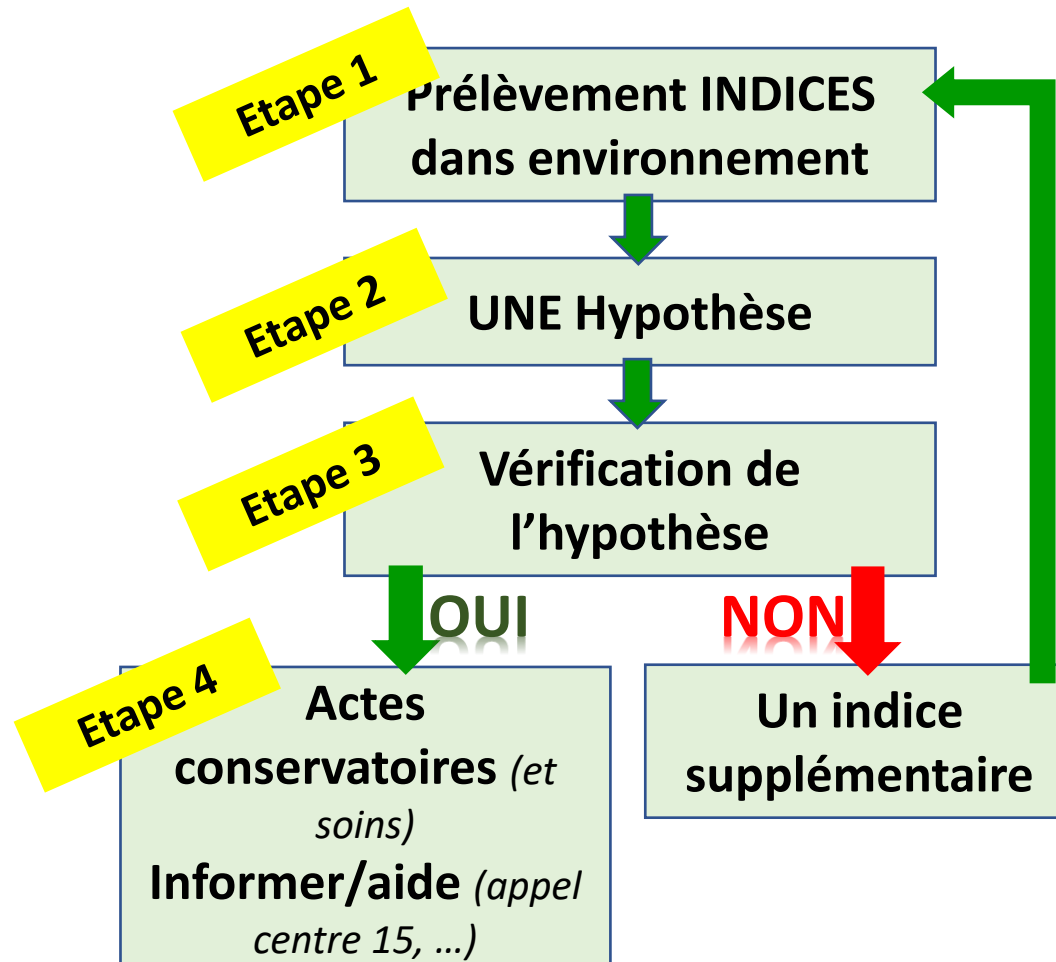 Etape 1
Prélèvement INDICES
dans environnement
Etape 2
UNE Hypothèse
Etape 3
Vérification de
l’hypothèse
OUI
NON
Etape 4
Actes
conservatoires (et
soins)
Informer/aide (appel
centre 15, ...)
Un indice
supplémentaire